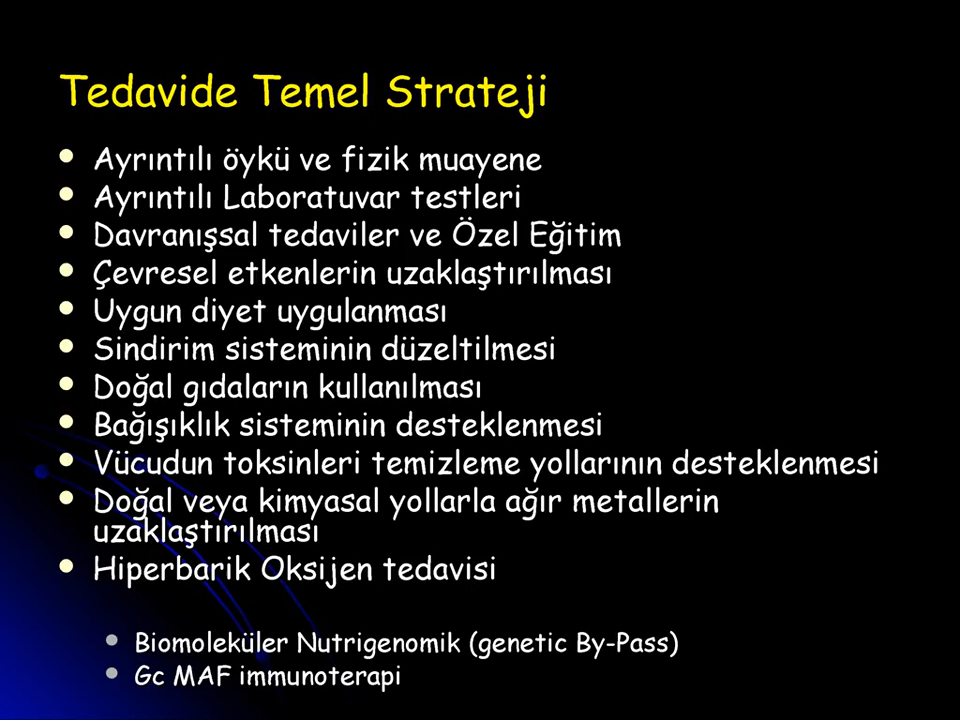 Tedavide Temel Strateji
Ayrıntılı öykü ve fizik muayene
Ayrıntılı Laboratuvar testleri
Davranışsal tedaviler ve Özel Eğitim
Çevresel etkenlerin uzaklaştırılması
Uygun diyet uygulanması
Sindirim sisteminin düzeltilmesi
Doğal gıdaların kullanılması
Bağışıklık sisteminin desteklenmesi
Vücudun toksinleri temizleme yollarının desteklenmesi
Doğal veya kimyasal yollarla ağır metallerin
uzaklaştırılması
Hiperbarik Oksijen tedavisi
Biomoleküler Nutrigenomik (genetic By-Pass)
Gc MAF immunoterapi